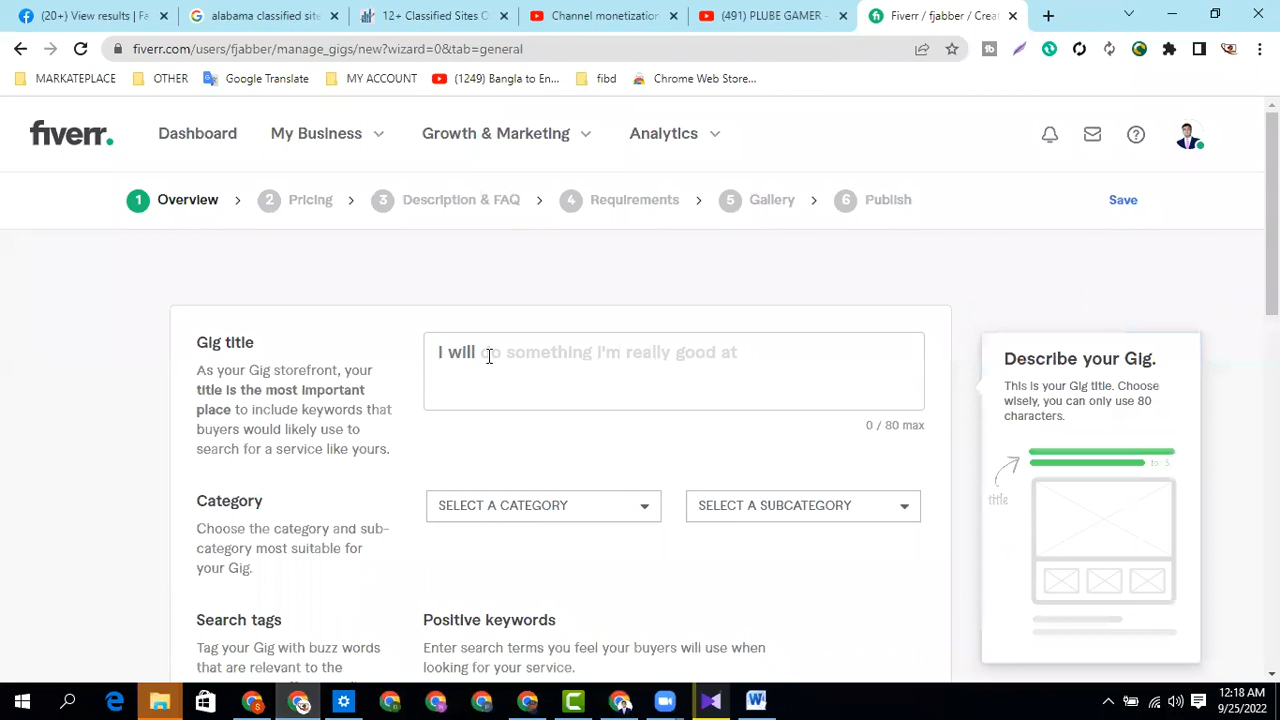 (20+) View results | Fa
alabama classified site
12+ Classified Sites C
Channel monetization
(491) PLUBE GAMER -
Fiverr / fjabber / Creat
fiverr.com/users/fjabber/manage_gigs/new?wizard=0&tab=general
MARKATEPLACE OTHER Google Translate MY ACCOUNT (1249) Bangla to En... fibd Chrome Web Store...
fiverr. Dashboard My Business Growth & Marketing Analytics
1 Overview 2 Pricing 3 Description & FAQ 4 Requirements 5 Gallery 6 Publish Save
Gig title
As your Gig storefront, your
title is the most important
place to include keywords that
buyers would likely use to
search for a service like yours.
I will do something I'm really good at
0 / 80 max
Describe your Gig.
This is your Gig title. Choose
wisely, you can only use 80
characters.
title
Category
Choose the category and sub-
category most suitable for
your Gig.
SELECT A CATEGORY SELECT A SUBCATEGORY
Search tags
Tag your Gig with buzz words
that are relevant to the
Positive keywords
Enter search terms you feel your buyers will use when
looking for your service.
12:18 AM
9/25/2022